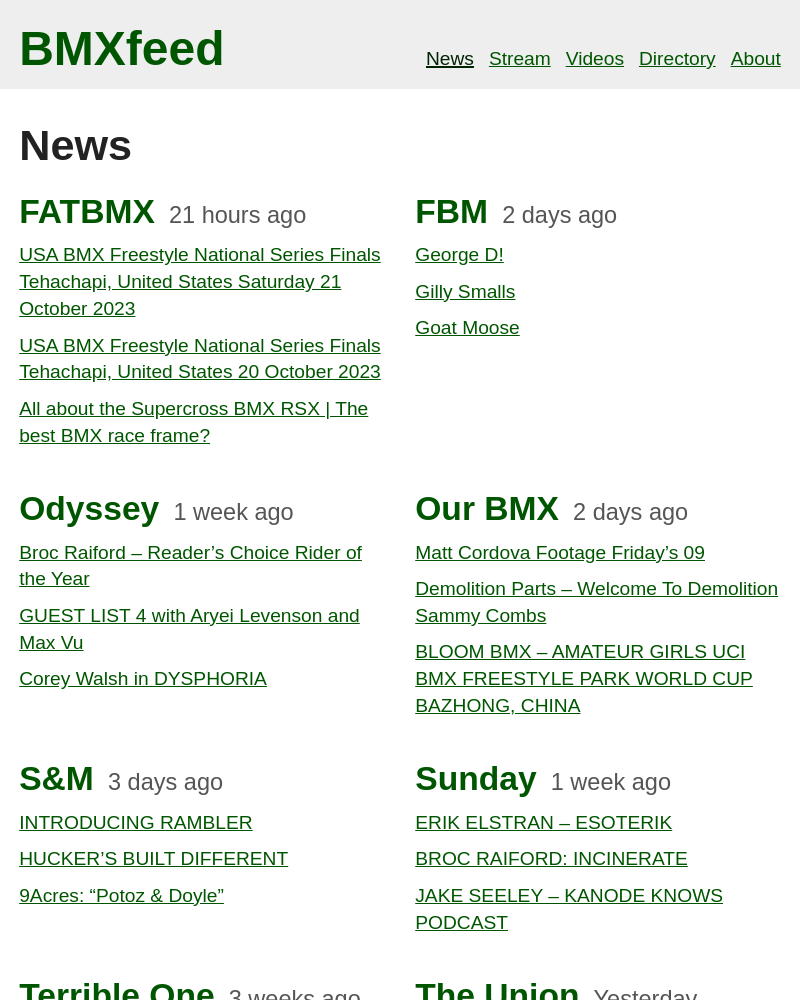 BMXfeed
News Stream Videos Directory About
News
FATBMX 21 hours ago
USA BMX Freestyle National Series Finals
Tehachapi, United States Saturday 21
October 2023
USA BMX Freestyle National Series Finals
Tehachapi, United States 20 October 2023
All about the Supercross BMX RSX | The
best BMX race frame?
FBM 2 days ago
George D!
Gilly Smalls
Goat Moose
Odyssey 1 week ago
Broc Raiford – Reader’s Choice Rider of
the Year
GUEST LIST 4 with Aryei Levenson and
Max Vu
Corey Walsh in DYSPHORIA
Our BMX 2 days ago
Matt Cordova Footage Friday’s 09
Demolition Parts – Welcome To Demolition
Sammy Combs
BLOOM BMX – AMATEUR GIRLS UCI
BMX FREESTYLE PARK WORLD CUP
BAZHONG, CHINA
S&M 3 days ago
INTRODUCING RAMBLER
HUCKER’S BUILT DIFFERENT
9Acres: “Potoz & Doyle”
Sunday 1 week ago
ERIK ELSTRAN – ESOTERIK
BROC RAIFORD: INCINERATE
JAKE SEELEY – KANODE KNOWS
PODCAST
Terrible One 3 weeks ago
The Union Yesterday